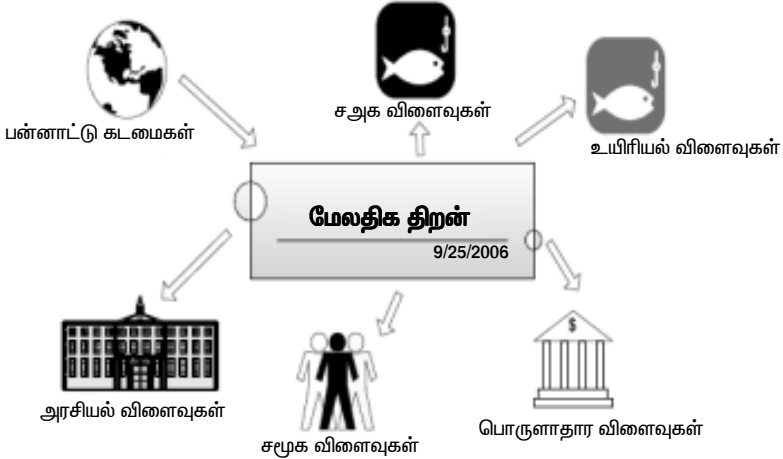 சஅக விளைவுகள்
பன்னாட்டு கடமைகள்
உயிரியல் விளைவுகள்
மேலதிக திறன்
9/25/2006
அரசியல் விளைவுகள்
சமூக விளைவுகள்
பொருளாதார விளைவுகள்
$